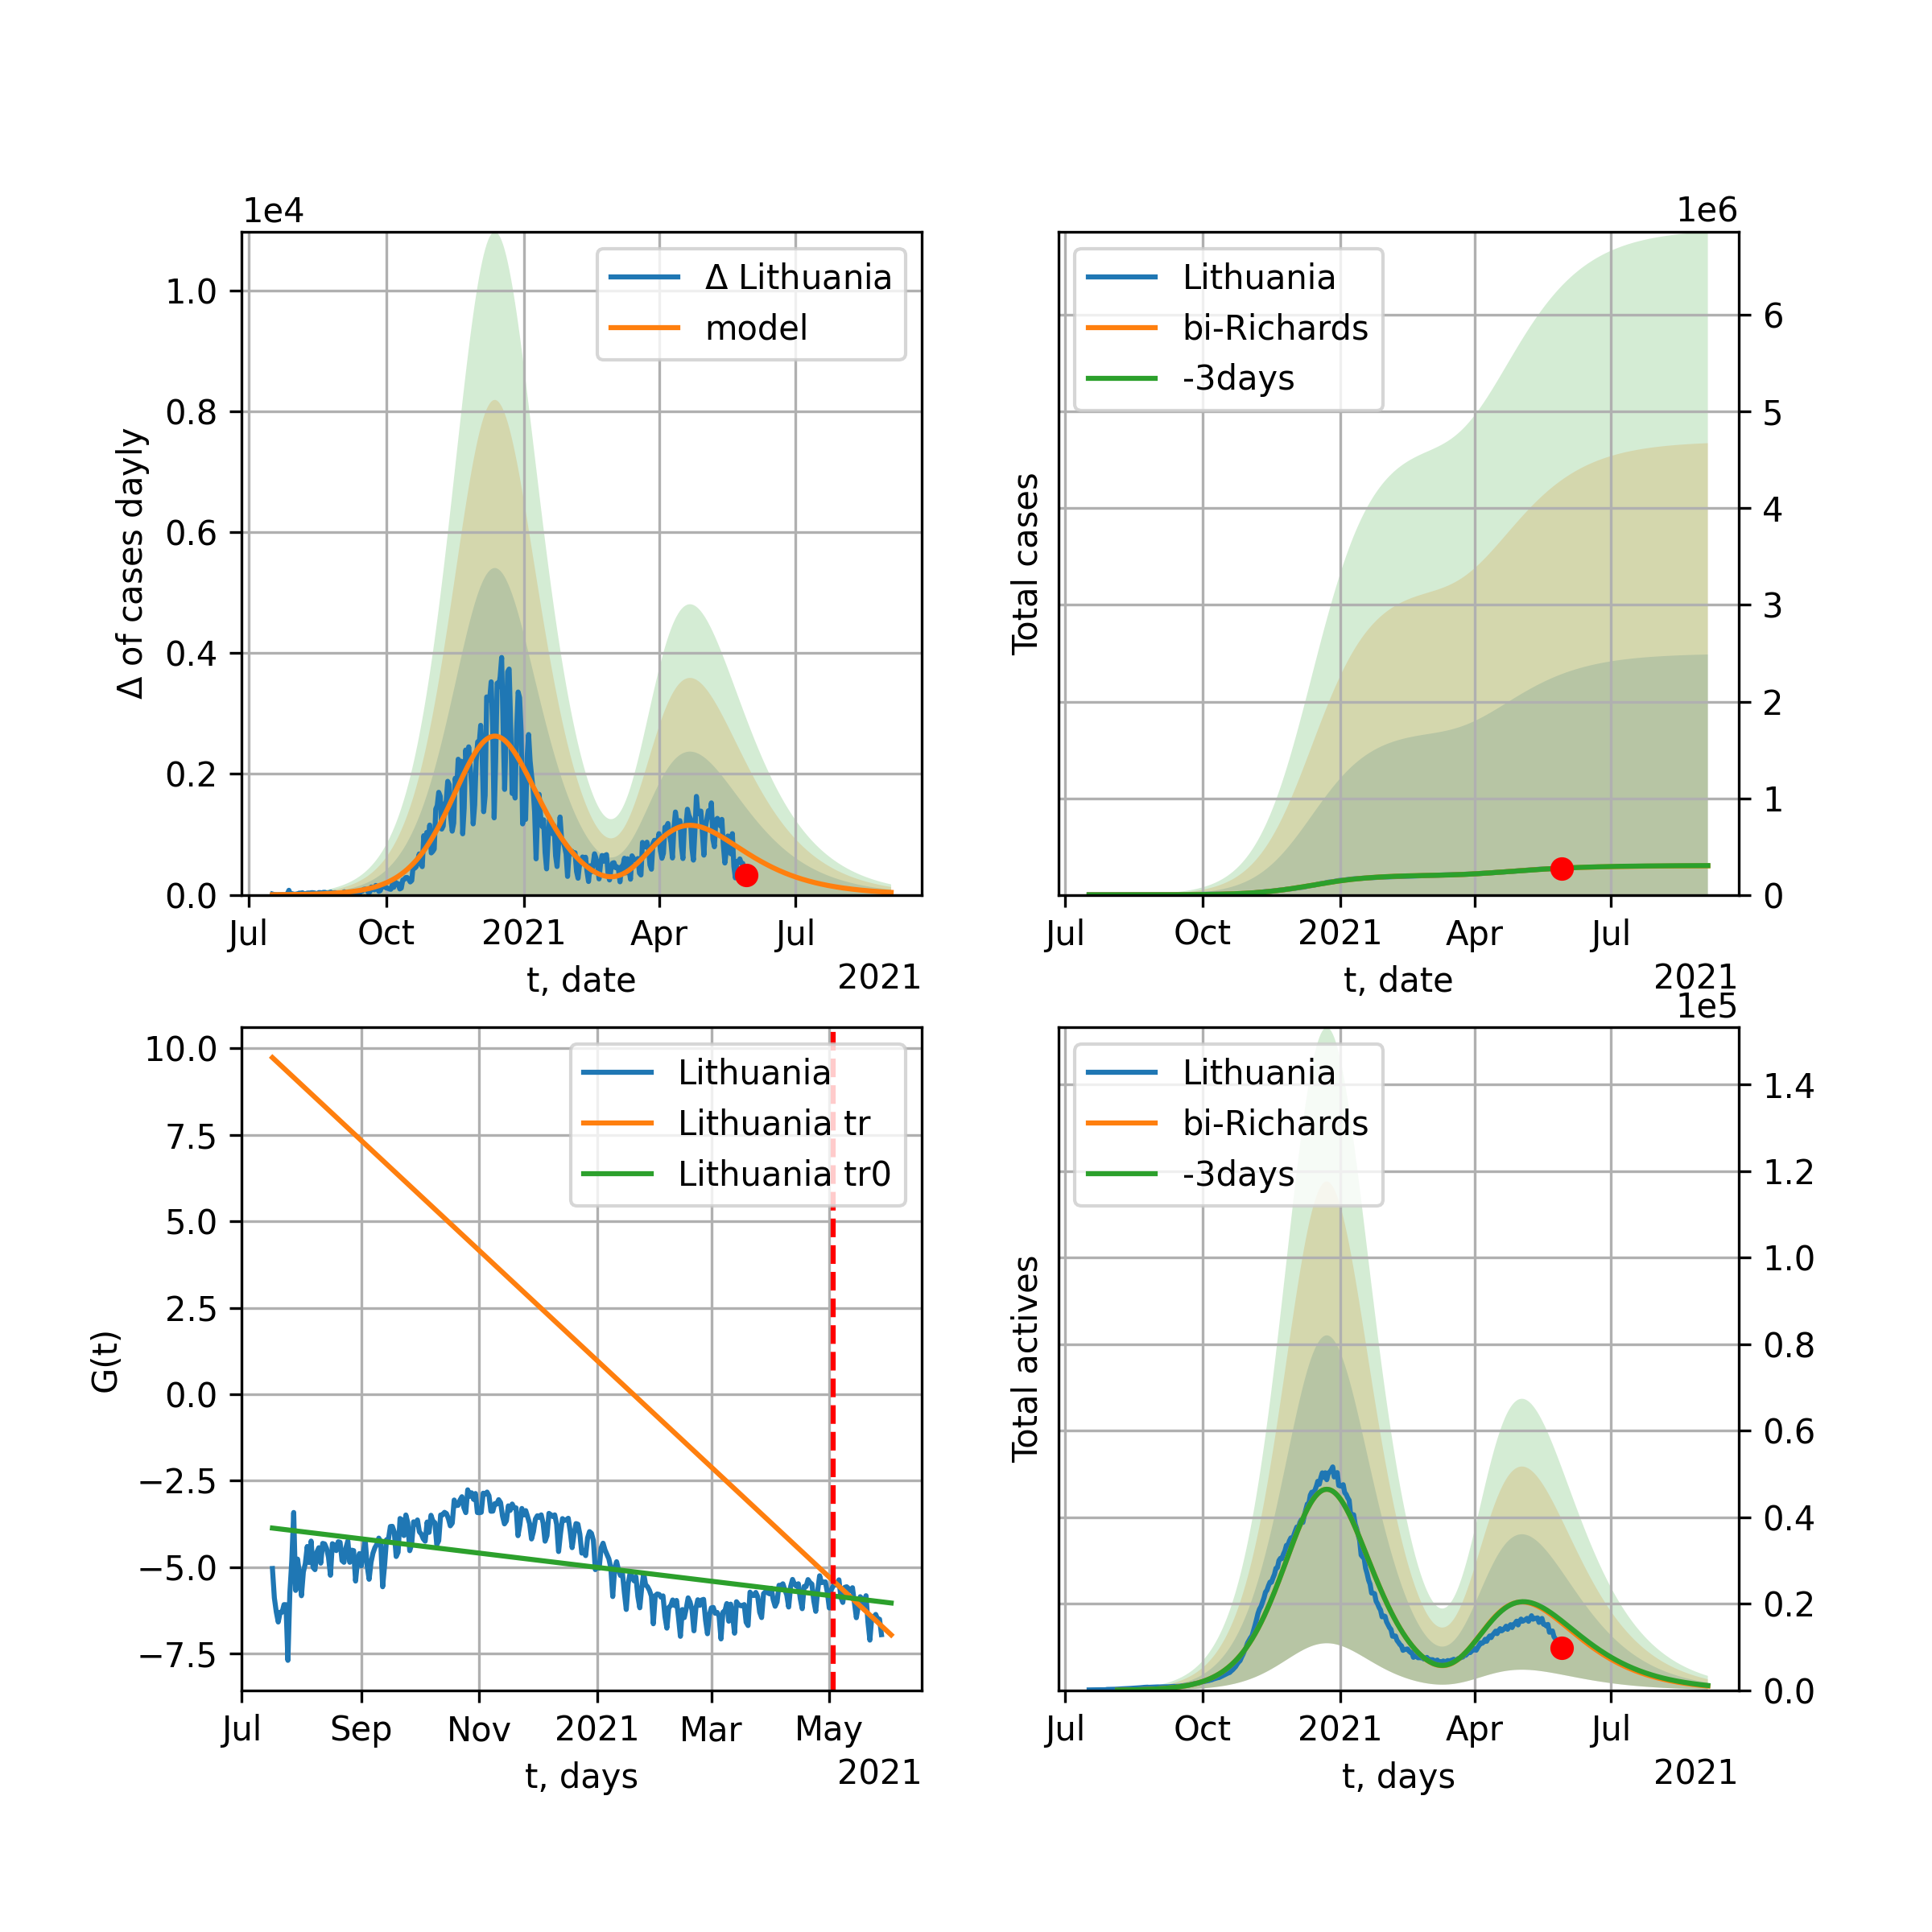 1e4
Δ of cases dayly
1.0
0.8
0.6
0.4
0.2
0.0
Δ Lithuania
model
Jul
Oct
2021
Apr
Jul
t, date
2021
1e6
Total cases
Lithuania
bi-Richards
-3days
6
5
4
3
2
1
0
Jul
Oct
2021
Apr
Jul
t, date
2021
G(t)
10.0
7.5
5.0
2.5
0.0
−2.5
−5.0
−7.5
Lithuania
Lithuania tr
Lithuania tr0
Jul
Sep
Nov
2021
Mar
May
t, days
2021
1e5
Total actives
Lithuania
bi-Richards
-3days
1.4
1.2
1.0
0.8
0.6
0.4
0.2
0.0
Jul
Oct
2021
Apr
Jul
t, days
2021